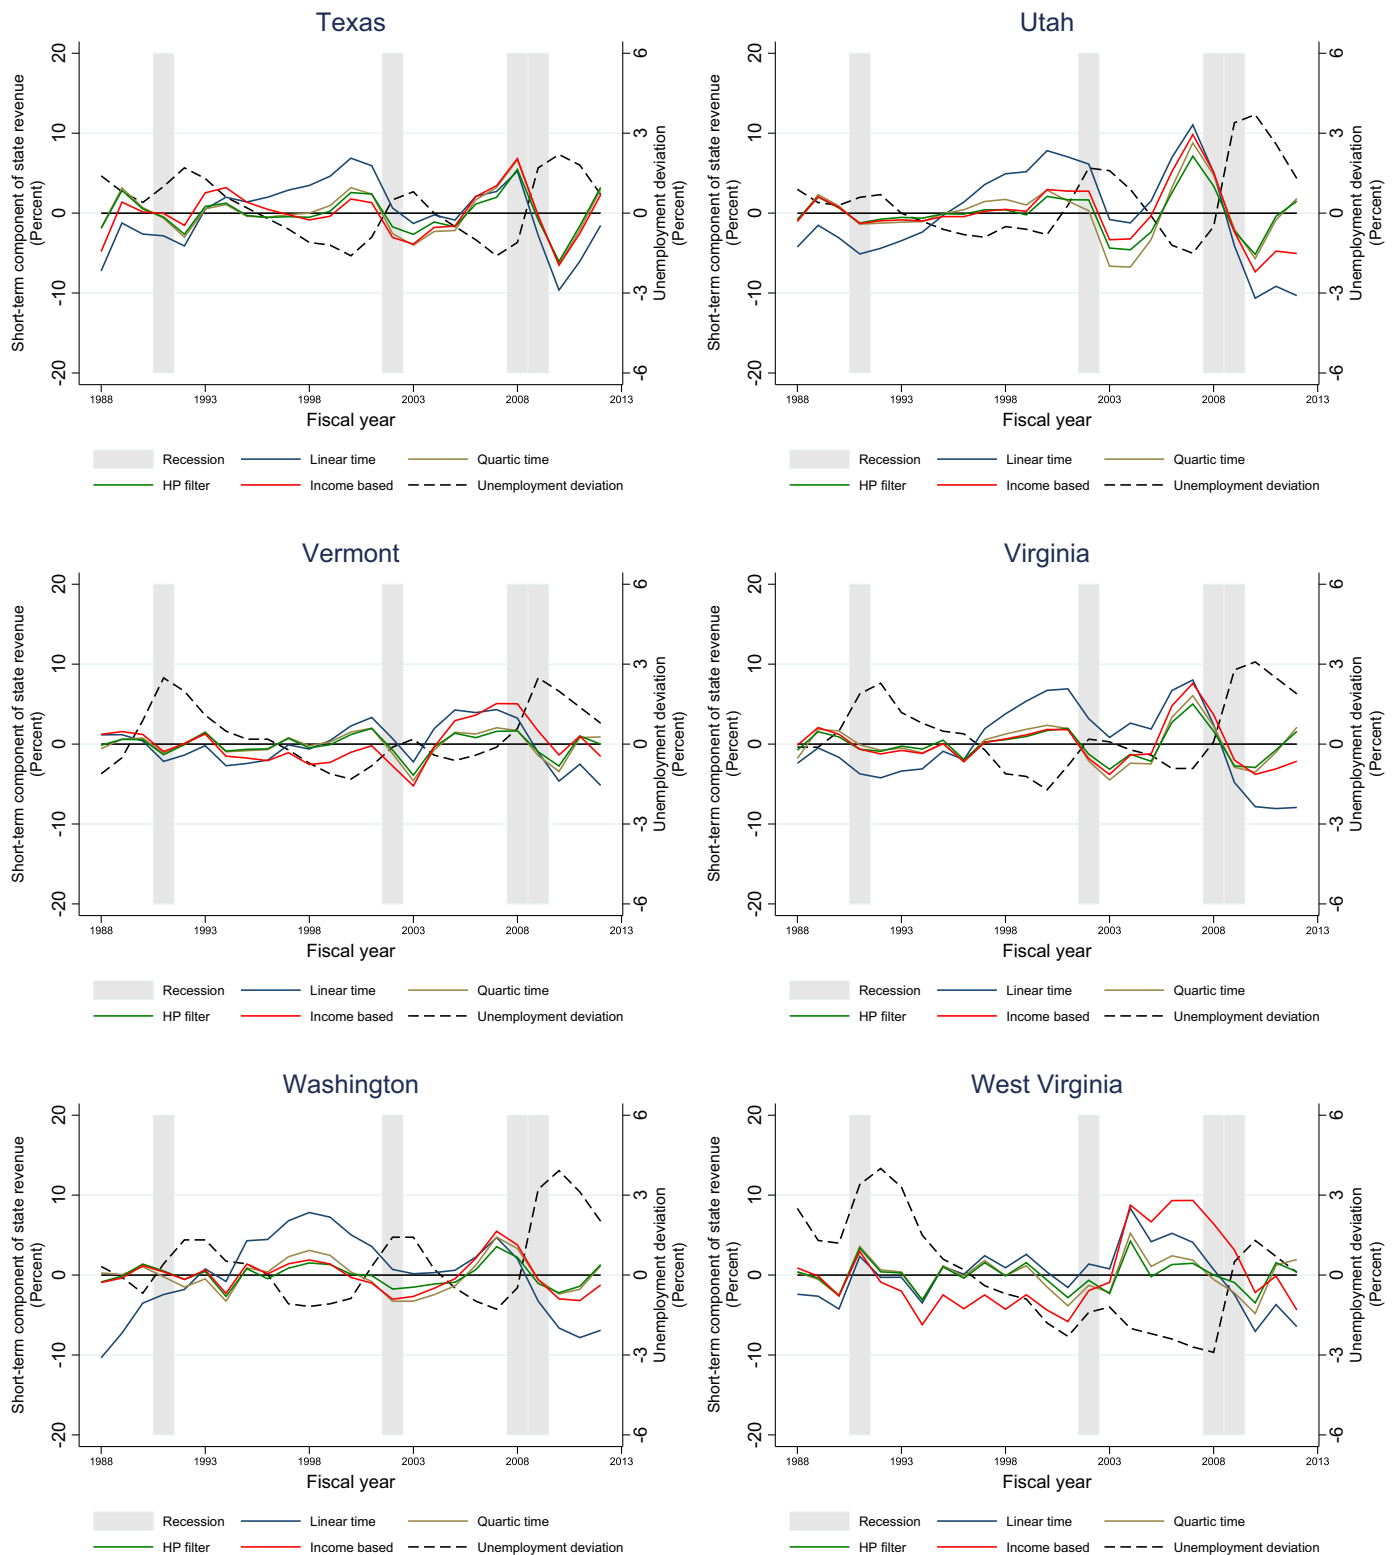 Texas
Short-term component of state revenue
(Percent)
20
10
0
-10
-20
6
3
0
-3
-6
Unemployment deviation
(Percent)
1988 1993 1998 2003 2008 2013
Fiscal year
Recession Linear time Quartic time
HP filter Income based Unemployment deviation
Utah
Short-term component of state revenue
(Percent)
20
10
0
-10
-20
6
3
0
-3
-6
Unemployment deviation
(Percent)
1988 1993 1998 2003 2008 2013
Fiscal year
Recession Linear time Quartic time
HP filter Income based Unemployment deviation
Vermont
Short-term component of state revenue
(Percent)
20
10
0
-10
-20
6
3
0
-3
-6
Unemployment deviation
(Percent)
1988 1993 1998 2003 2008 2013
Fiscal year
Recession Linear time Quartic time
HP filter Income based Unemployment deviation
Virginia
Short-term component of state revenue
(Percent)
20
10
0
-10
-20
6
3
0
-3
-6
Unemployment deviation
(Percent)
1988 1993 1998 2003 2008 2013
Fiscal year
Recession Linear time Quartic time
HP filter Income based Unemployment deviation
Washington
Short-term component of state revenue
(Percent)
20
10
0
-10
-20
6
3
0
-3
-6
Unemployment deviation
(Percent)
1988 1993 1998 2003 2008 2013
Fiscal year
Recession Linear time Quartic time
HP filter Income based Unemployment deviation
West Virginia
Short-term component of state revenue
(Percent)
20
10
0
-10
-20
6
3
0
-3
-6
Unemployment deviation
(Percent)
1988 1993 1998 2003 2008 2013
Fiscal year
Recession Linear time Quartic time
HP filter Income based Unemployment deviation